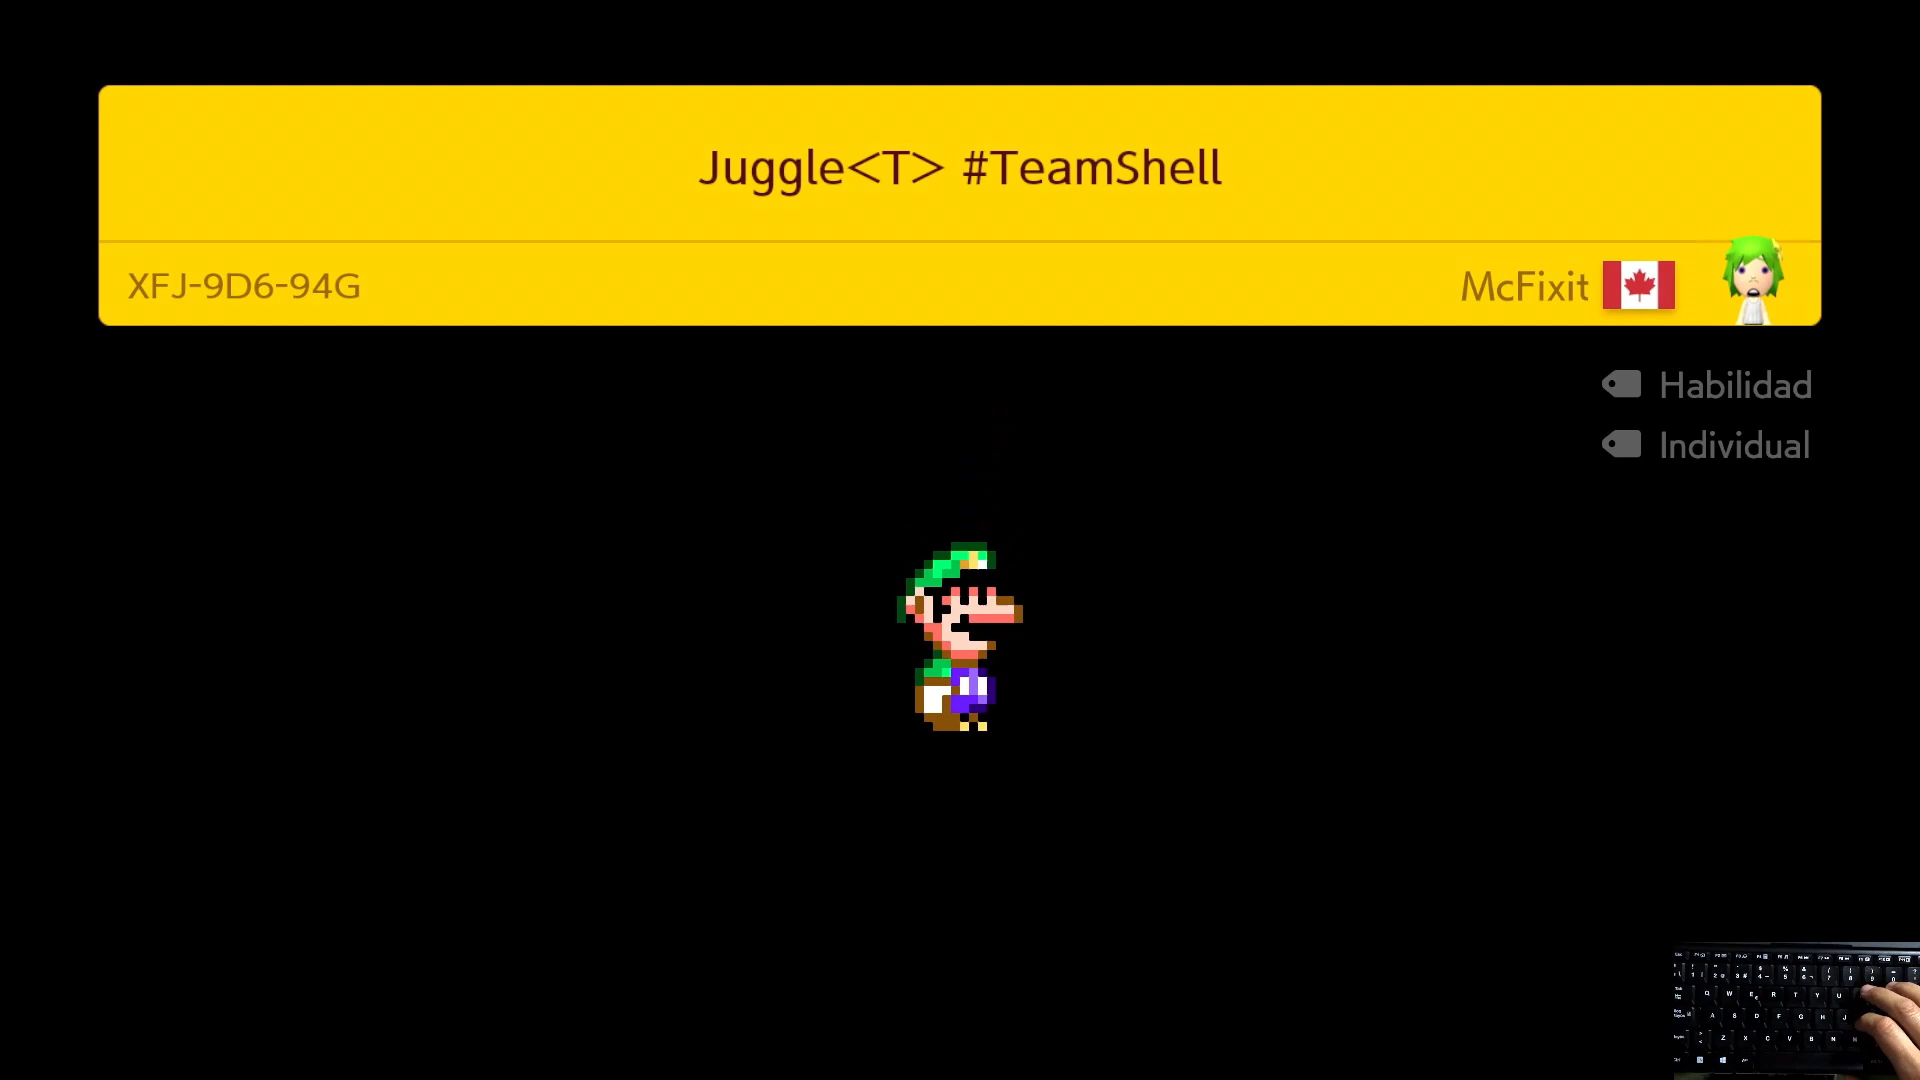 Juggle<T> #TeamShell
XFJ-9D6-94G
McFixit
Habilidad
Individual
Q W E R T Y U
A S D F G H J
Z X C V B N